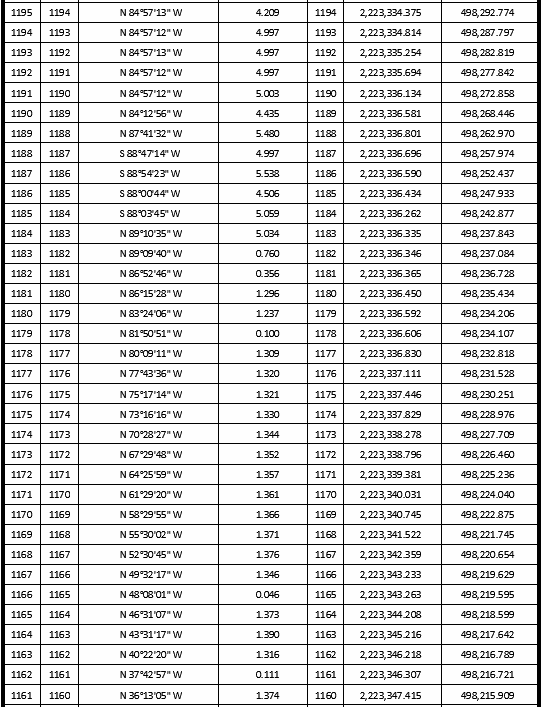 1195 1194 N 84°57'13" W 4.209 1194 2,223,334.375 498,292.774
1194 1193 N 84°57'12" W 4.997 1193 2,223,334.814 498,287.797
1193 1192 N 84°57'13" W 4.997 1192 2,223,335.254 498,282.819
1192 1191 N 84°57'12" W 4.997 1191 2,223,335.694 498,277.842
1191 1190 N 84°57'12" W 5.003 1190 2,223,336.134 498,272.858
1190 1189 N 84°12'56" W 4.435 1189 2,223,336.581 498,268.446
1189 1188 N 87°41'32" W 5.480 1188 2,223,336.801 498,262.970
1188 1187 S 88°47'14" W 4.997 1187 2,223,336.696 498,257.974
1187 1186 S 88°54'23" W 5.538 1186 2,223,336.590 498,252.437
1186 1185 S 88°00'44" W 4.506 1185 2,223,336.434 498,247.933
1185 1184 S 88°03'45" W 5.059 1184 2,223,336.262 498,242.877
1184 1183 N 89°10'35" W 5.034 1183 2,223,336.335 498,237.843
1183 1182 N 89°09'40" W 0.760 1182 2,223,336.346 498,237.084
1182 1181 N 86°52'46" W 0.356 1181 2,223,336.365 498,236.728
1181 1180 N 86°15'28" W 1.296 1180 2,223,336.450 498,235.434
1180 1179 N 83°24'06" W 1.237 1179 2,223,336.592 498,234.206
1179 1178 N 81°50'51" W 0.100 1178 2,223,336.606 498,234.107
1178 1177 N 80°09'11" W 1.309 1177 2,223,336.830 498,232.818
1177 1176 N 77°43'36" W 1.320 1176 2,223,337.111 498,231.528
1176 1175 N 75°17'14" W 1.321 1175 2,223,337.446 498,230.251
1175 1174 N 73°16'16" W 1.330 1174 2,223,337.829 498,228.976
1174 1173 N 70°28'27" W 1.344 1173 2,223,338.278 498,227.709
1173 1172 N 67°29'48" W 1.352 1172 2,223,338.796 498,226.460
1172 1171 N 64°25'59" W 1.357 1171 2,223,339.381 498,225.236
1171 1170 N 61°29'20" W 1.361 1170 2,223,340.031 498,224.040
1170 1169 N 58°29'55" W 1.366 1169 2,223,340.745 498,222.875
1169 1168 N 55°30'02" W 1.371 1168 2,223,341.522 498,221.745
1168 1167 N 52°30'45" W 1.376 1167 2,223,342.359 498,220.654
1167 1166 N 49°32'17" W 1.346 1166 2,223,343.233 498,219.629
1166 1165 N 48°08'01" W 0.046 1165 2,223,343.263 498,219.595
1165 1164 N 46°31'07" W 1.373 1164 2,223,344.208 498,218.599
1164 1163 N 43°31'17" W 1.390 1163 2,223,345.216 498,217.642
1163 1162 N 40°22'20" W 1.316 1162 2,223,346.218 498,216.789
1162 1161 N 37°42'57" W 0.111 1161 2,223,346.307 498,216.721
1161 1160 N 36°13'05" W 1.374 1160 2,223,347.415 498,215.909